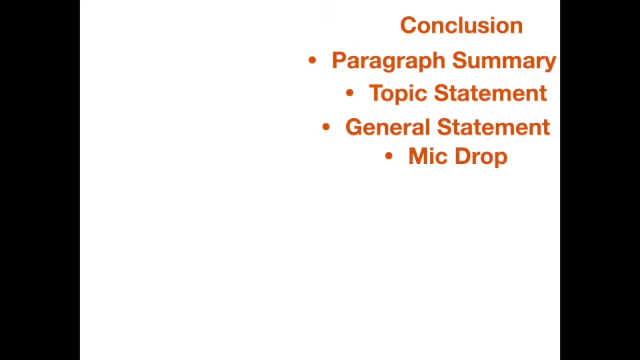 Conclusion
• Paragraph Summary
• Topic Statement
• General Statement
• Mic Drop